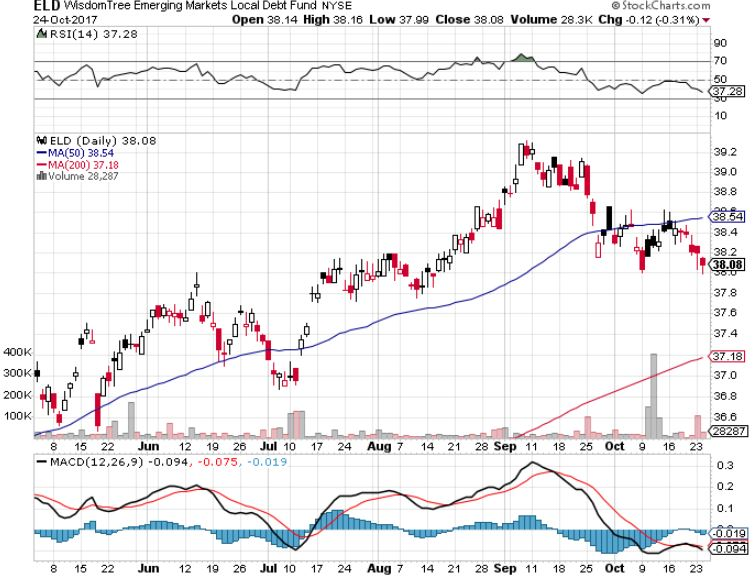 ELD WisdomTree Emerging Markets Local Debt Fund NYSE © StockCharts.com
24-Oct-2017 Open 38.14 High 38.16 Low 37.99 Close 38.08 Volume 28.3K Chg -0.12 (-0.31%)
RSI(14) 37.28
90
70
50
37.28
30
ELD (Daily) 38.08
MA(50) 38.54
MA(200) 37.18
Volume 28,287
39.2
39.0
38.8
38.6
38.54
38.4
38.2
38.08
38.0
37.8
37.6
37.4
37.18
37.0
36.8
36.6
28287
400K
300K
200K
100K
8 15 22 Jun 12 19 26 Jul 10 17 24 Aug 7 14 21 28 Sep 11 18 25 Oct 9 16 23
MACD(12,26,9) -0.094, -0.075, -0.019
0.3
0.2
0.1
0.0
-0.019
-0.094
8 15 22 Jun 12 19 26 Jul 10 17 24 Aug 7 14 21 28 Sep 11 18 25 Oct 9 16 23